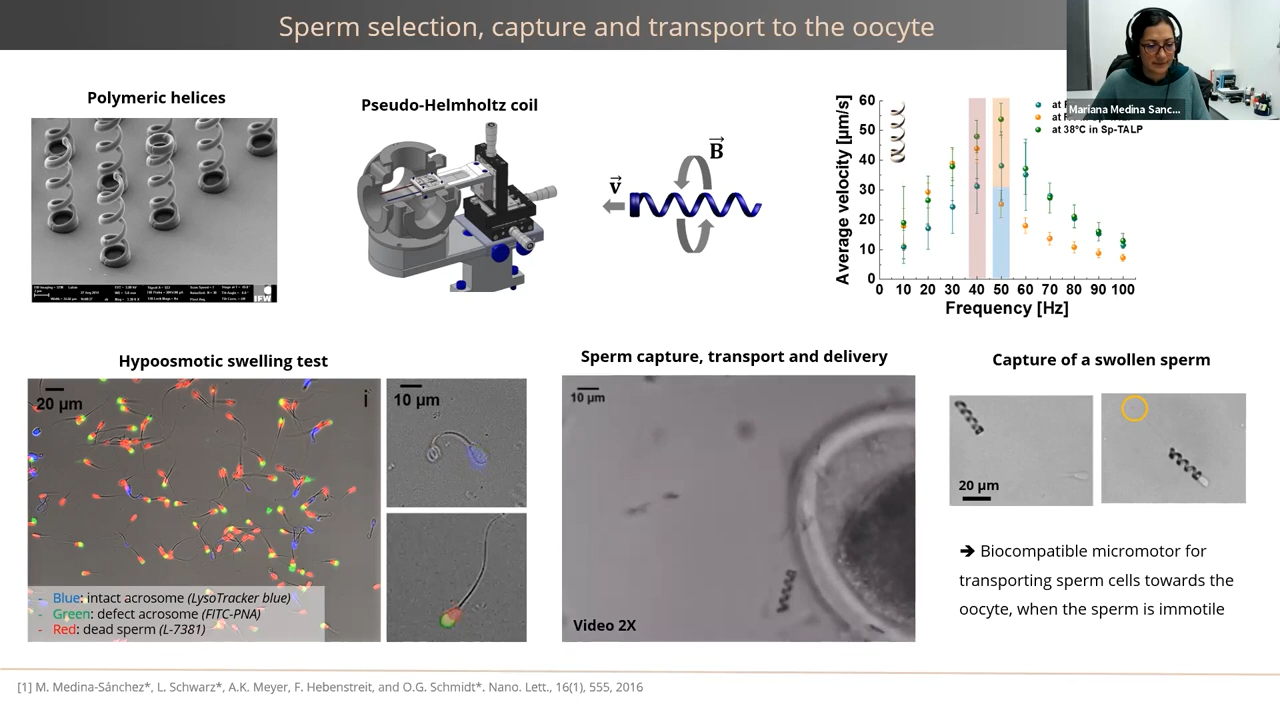 Sperm selection, capture and transport to the oocyte
Mariana Medina Sanc...
Polymeric helices
IFW
Pseudo-Helmholtz coil
B
v
Average velocity [µm/s]
60
50
40
30
20
10
0
at
at
at 38°C in Sp-TALP
0 10 20 30 40 50 60 70 80 90 100
Frequency [Hz]
Hypoosmotic swelling test
20 µm
i
10 µm
- Blue: intact acrosome (LysoTracker blue)
- Green: defect acrosome (FITC-PNA)
- Red: dead sperm (L-7381)
Sperm capture, transport and delivery
10 µm
Video 2X
Capture of a swollen sperm
20 µm
➔ Biocompatible micromotor for
transporting sperm cells towards the
oocyte, when the sperm is immotile
[1] M. Medina-Sánchez*, L. Schwarz*, A.K. Meyer, F. Hebenstreit, and O.G. Schmidt*. Nano. Lett., 16(1), 555, 2016